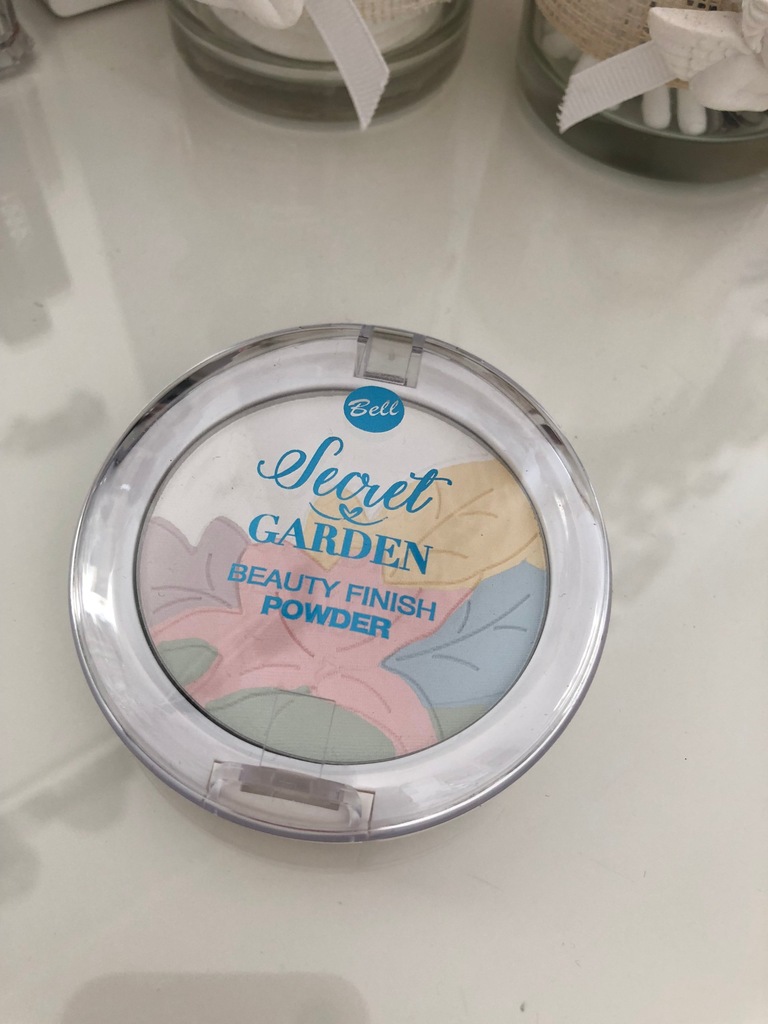 Bell
Secret
GARDEN
BEAUTY FINISH
POWDER